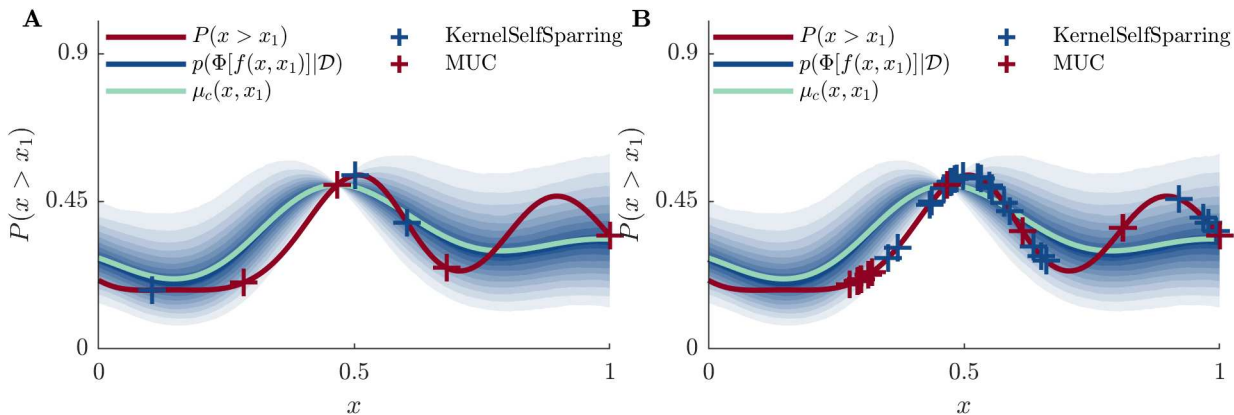 A
P(x > x₁)
p(Φ[f(x, x₁)]|𝒟)
μ_c(x, x₁)
KernelSelfSparring
MUC
P(x > x₁)
0.9
0.45
0
0
0.5
1
x
B
P(x > x₁)
p(Φ[f(x, x₁)]|𝒟)
μ_c(x, x₁)
KernelSelfSparring
MUC
P(x > x₁)
0.9
0.45
0
0
0.5
1
x